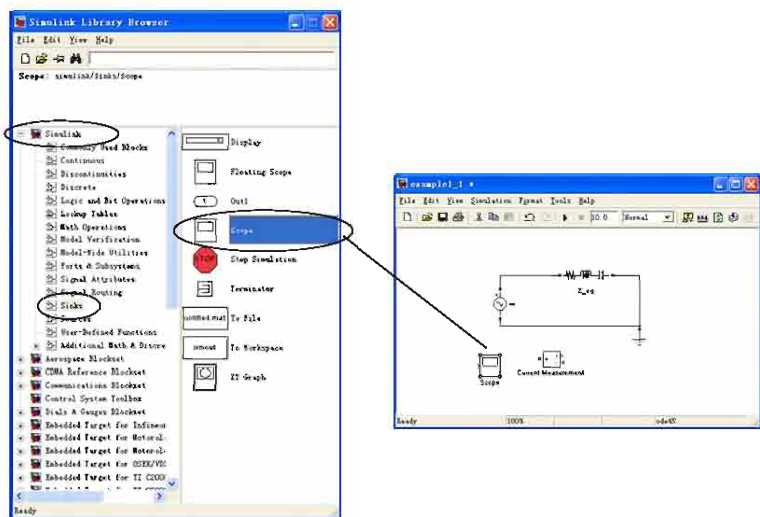 Simulink Library Browser
File Edit View Help
Scope: simulink/Sinks/Scope
Simulink
Commonly Used Blocks
Continuous
Discontinuities
Discrete
Logic and Bit Operations
Lookup Tables
Math Operations
Model Verification
Model-Wide Utilities
Ports & Subsystems
Signal Attributes
Signal Routing
Sinks
Sources
User-Defined Functions
Additional Math & Discre
Aerospace Blockset
CDMA Reference Blockset
Communications Blockset
Control System Toolbox
Dials & Gauges Blockset
Embedded Target for Infineon
Embedded Target for Motorola
Embedded Target for Motorola
Embedded Target for OSEK/VDX
Embedded Target for TI C2000
Ready
Display
Floating Scope
1
Out1
Scope
STOP
Stop Simulation
Terminator
untitled.mat
To File
simout
To Workspace
XY Graph
example1_1 *
File Edit View Simulation Format Tools Help
10.0 Normal
Z_eq
Scope
Current Measurement
Ready 100% ode45